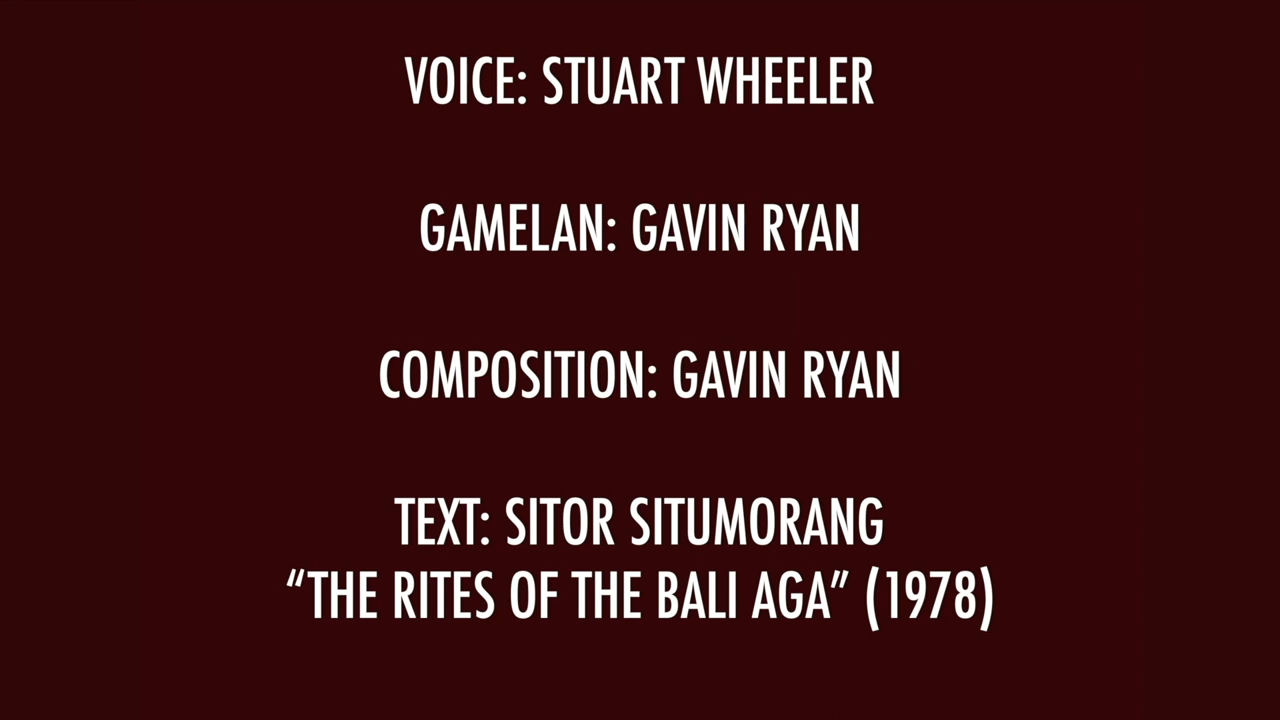 VOICE: STUART WHEELER
GAMELAN: GAVIN RYAN
COMPOSITION: GAVIN RYAN
TEXT: SITOR SITUMORANG
“THE RITES OF THE BALI AGA” (1978)